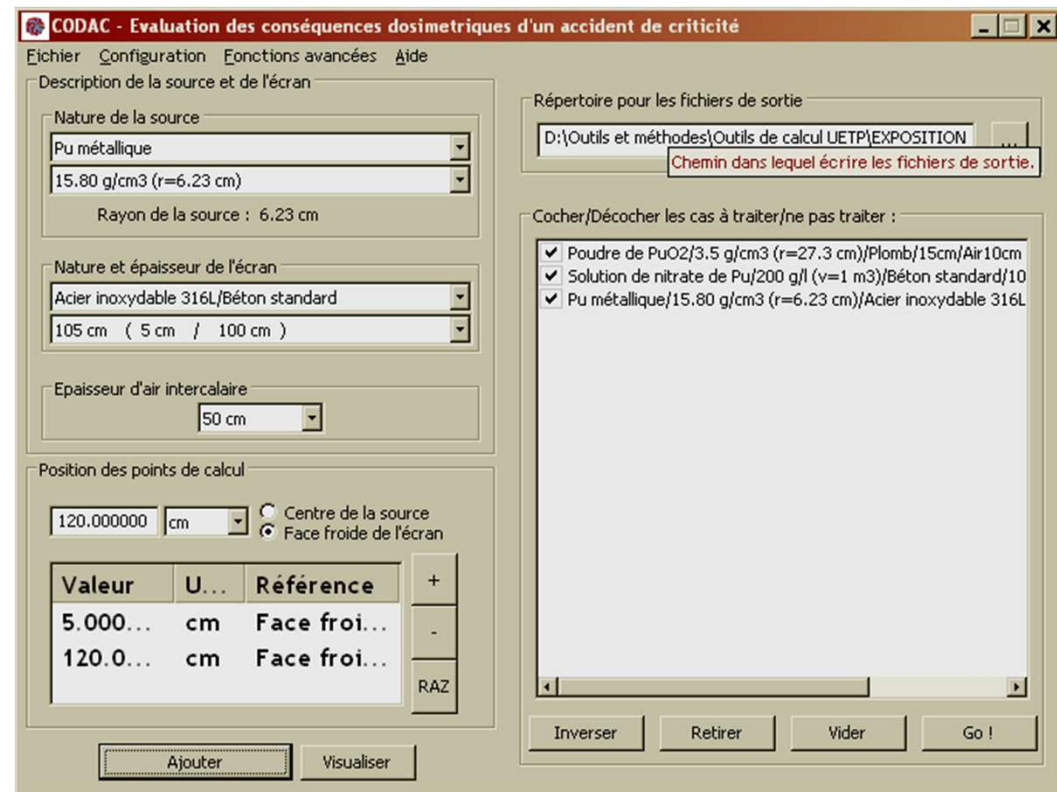 CODAC - Evaluation des conséquences dosimetriques d'un accident de criticité
Fichier Configuration Fonctions avancées Aide
Description de la source et de l'écran
Nature de la source
Pu métallique
15.80 g/cm3 (r=6.23 cm)
Rayon de la source : 6.23 cm
Nature et épaisseur de l'écran
Acier inoxydable 316L/Béton standard
105 cm ( 5 cm / 100 cm )
Epaisseur d'air intercalaire
50 cm
Position des points de calcul
120.000000 cm
Centre de la source
Face froide de l'écran
Valeur U... Référence
5.000... cm Face froi...
120.0... cm Face froi...
+
-
RAZ
Ajouter Visualiser
Répertoire pour les fichiers de sortie
D:\Outils et méthodes\Outils de calcul UETP\EXPOSITION ...
Chemin dans lequel écrire les fichiers de sortie.
Cocher/Décocher les cas à traiter/ne pas traiter :
Poudre de PuO2/3.5 g/cm3 (r=27.3 cm)/Plomb/15cm/Air10cm
Solution de nitrate de Pu/200 g/l (v=1 m3)/Béton standard/10
Pu métallique/15.80 g/cm3 (r=6.23 cm)/Acier inoxydable 316L
Inverser Retirer Vider Go !